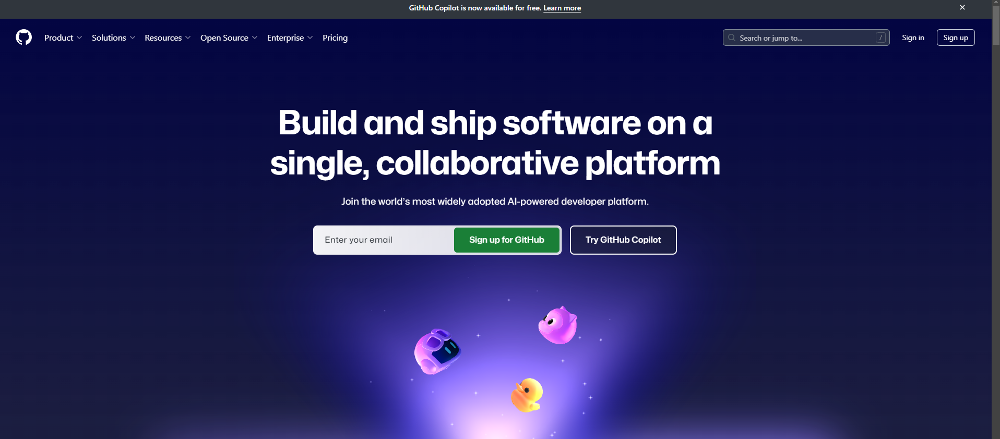 GitHub Copilot is now available for free. Learn more
Product Solutions Resources Open Source Enterprise Pricing
Search or jump to... / Sign in Sign up
Build and ship software on a
single, collaborative platform
Join the world’s most widely adopted AI-powered developer platform.
Enter your email Sign up for GitHub Try GitHub Copilot